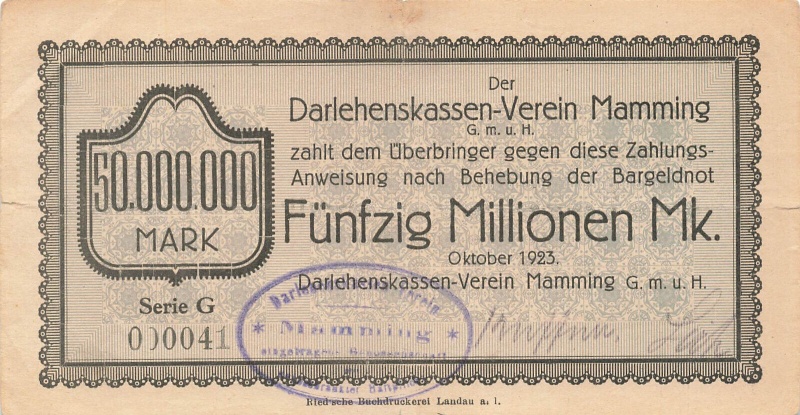 Der
Darlehenskassen-Verein Mamming
G. m. u. H.
zahlt dem Überbringer gegen diese Zahlungs-
Anweisung nach Behebung der Bargeldnot
Fünfzig Millionen Mk.
Oktober 1923.
Darlehenskassen-Verein Mamming G. m. u. H.
50.000.000
MARK
Serie G
000041
* Mamming *
Ried'sche Buchdruckerei Landau a. I.